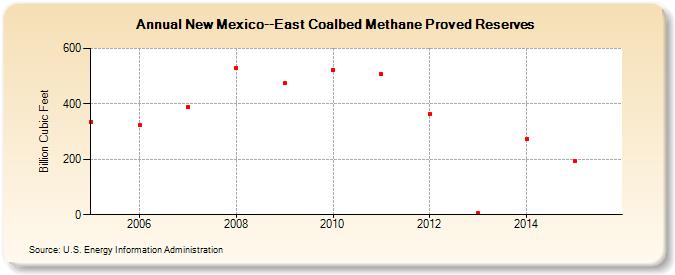 Annual New Mexico--East Coalbed Methane Proved Reserves
Billion Cubic Feet
600
400
200
0
2006 2008 2010 2012 2014
Source: U.S. Energy Information Administration